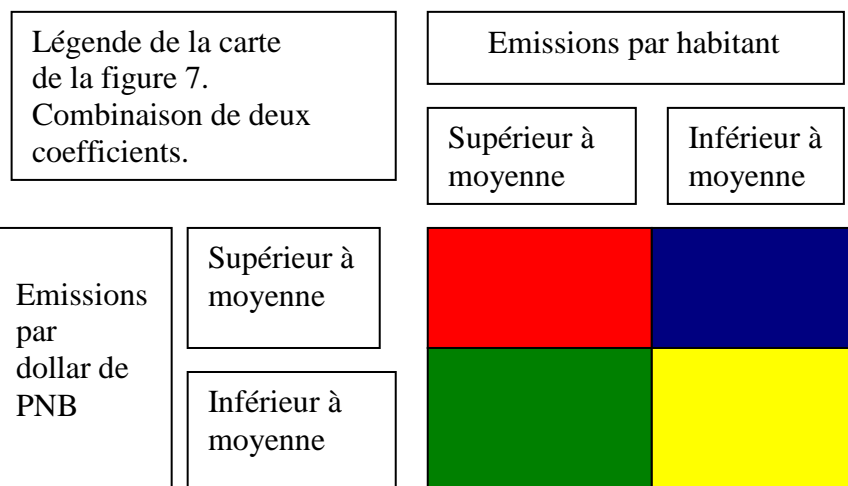 Légende de la carte
de la figure 7.
Combinaison de deux
coefficients.
Emissions par habitant
Supérieur à
moyenne
Inférieur à
moyenne
Emissions
par
dollar de
PNB
Supérieur à
moyenne
Inférieur à
moyenne